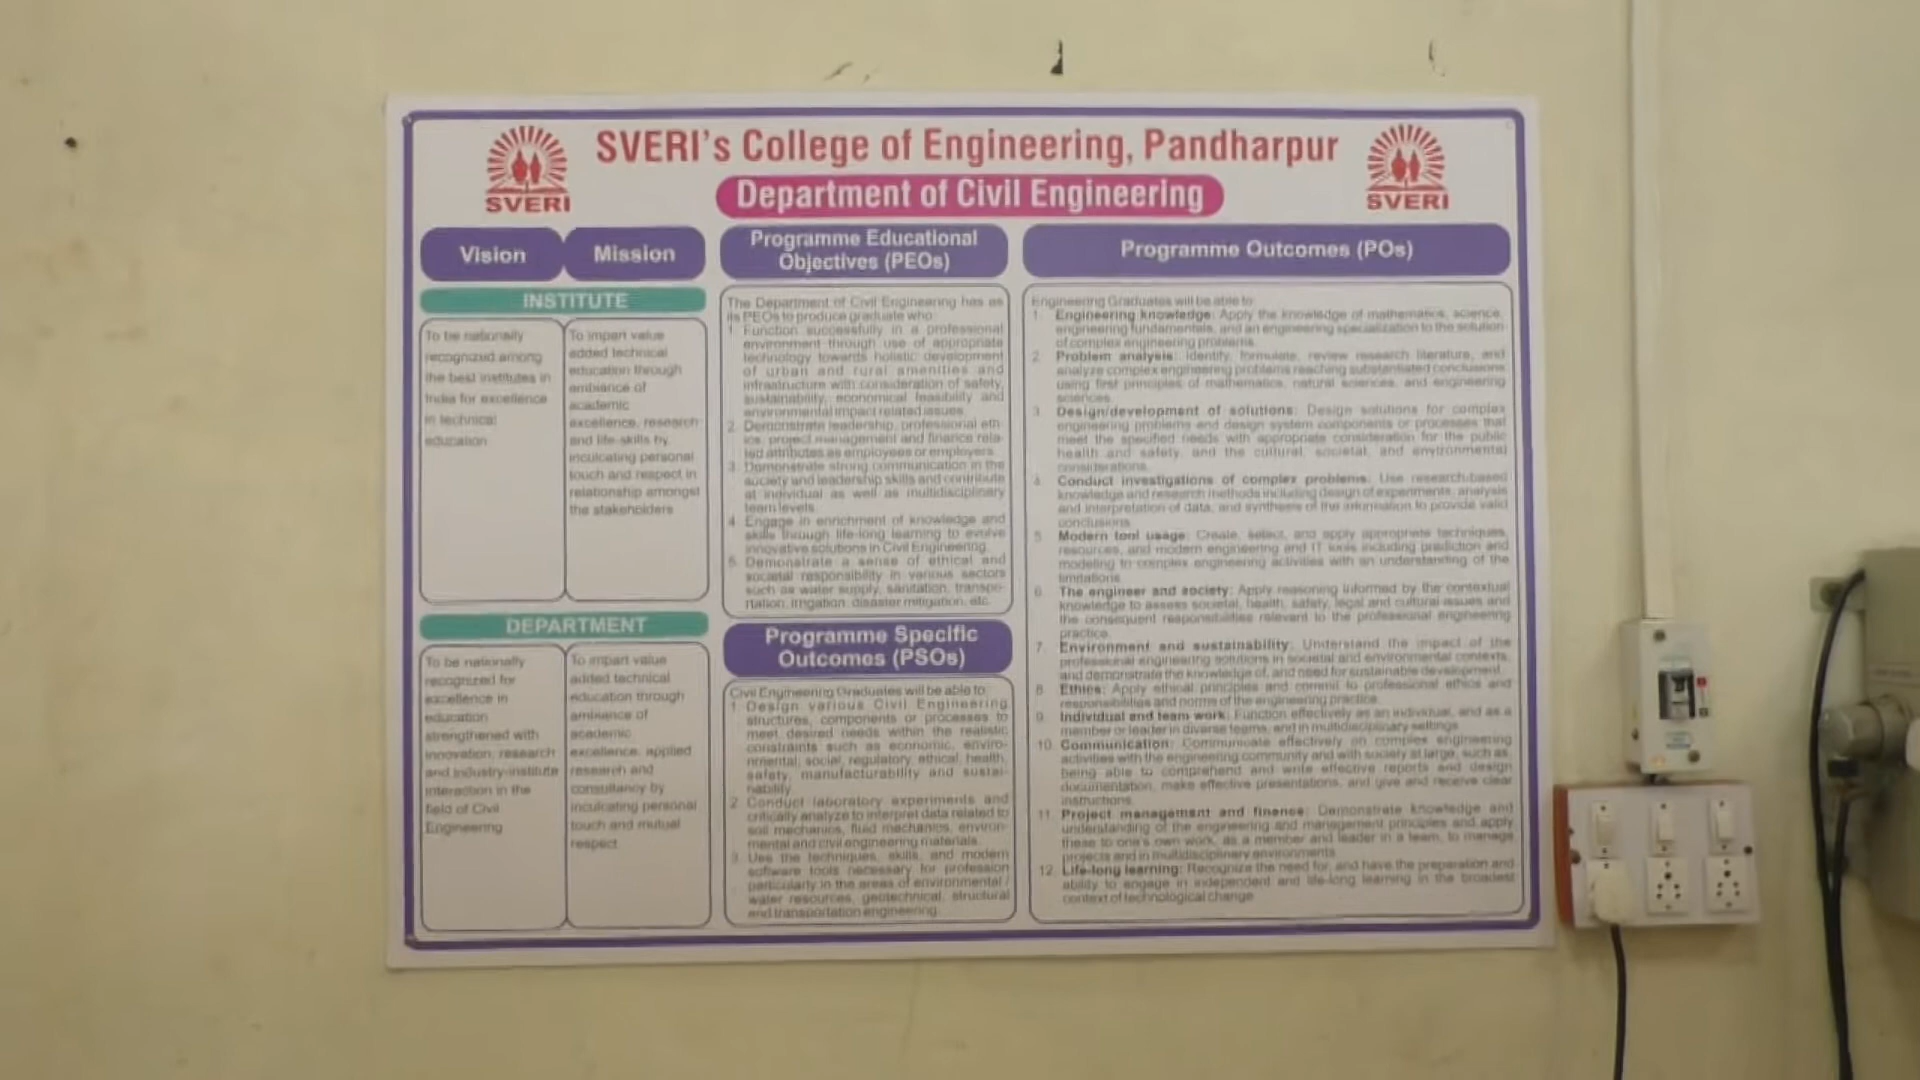 SVERI's College of Engineering, Pandharpur
Department of Civil Engineering
SVERI
SVERI
Vision
Mission
INSTITUTE
To be nationally
recognized among
the best institutes in
India for excellence
in technical
education
To impart value
added technical
education through
ambiance of
academic
excellence, research
and life-skills by
inculcating personal
touch and respect in
relationship amongst
the stakeholders
DEPARTMENT
To be nationally
recognized for
excellence in
education
strengthened with
innovation, research
and industry-institute
interaction in the
field of Civil
Engineering
To impart value
added technical
education through
ambiance of
academic
excellence, applied
research and
consultancy by
inculcating personal
touch and mutual
respect
Programme Educational
Objectives (PEOs)
The Department of Civil Engineering has as
its PEOs to produce graduate who:
1. Function successfully in a professional
environment through use of appropriate
technology towards holistic development
of urban and rural amenities and
infrastructure with consideration of safety,
sustainability, economical feasibility and
environmental impact related issues.
2. Demonstrate leadership, professional eth-
ics, project management and finance rela-
ted attributes as employees or employers.
3. Demonstrate strong communication in the
society and leadership skills and contribute
at individual as well as multidisciplinary
team levels.
4. Engage in enrichment of knowledge and
skills through life-long learning to evolve
innovative solutions in Civil Engineering.
5. Demonstrate a sense of ethical and
societal responsibility in various sectors
such as water supply, sanitation, transpo-
rtation, irrigation, disaster mitigation, etc.
Programme Specific
Outcomes (PSOs)
Civil Engineering Graduates will be able to:
1. Design various Civil Engineering
structures, components or processes to
meet desired needs within the realistic
constraints such as economic, enviro-
nmental, social, regulatory, ethical, health,
safety, manufacturability and sustai-
nability.
2. Conduct laboratory experiments and
critically analyze to interpret data related to
soil mechanics, fluid mechanics, environ-
mental and civil engineering materials.
3. Use the techniques, skills, and modern
software tools necessary for profession
particularly in the areas of environmental /
water resources, geotechnical, structural
and transportation engineering.
Programme Outcomes (POs)
Engineering Graduates will be able to:
1. Engineering knowledge: Apply the knowledge of mathematics, science,
engineering fundamentals, and an engineering specialization to the solution
of complex engineering problems.
2. Problem analysis: Identify, formulate, review research literature, and
analyze complex engineering problems reaching substantiated conclusions
using first principles of mathematics, natural sciences, and engineering
sciences.
3. Design/development of solutions: Design solutions for complex
engineering problems and design system components or processes that
meet the specified needs with appropriate consideration for the public
health and safety, and the cultural, societal, and environmental
considerations.
4. Conduct investigations of complex problems: Use research-based
knowledge and research methods including design of experiments, analysis
and interpretation of data, and synthesis of the information to provide valid
conclusions.
5. Modern tool usage: Create, select, and apply appropriate techniques,
resources, and modern engineering and IT tools including prediction and
modeling to complex engineering activities with an understanding of the
limitations.
6. The engineer and society: Apply reasoning informed by the contextual
knowledge to assess societal, health, safety, legal and cultural issues and
the consequent responsibilities relevant to the professional engineering
practice.
7. Environment and sustainability: Understand the impact of the
professional engineering solutions in societal and environmental contexts,
and demonstrate the knowledge of, and need for sustainable development.
8. Ethics: Apply ethical principles and commit to professional ethics and
responsibilities and norms of the engineering practice.
9. Individual and team work: Function effectively as an individual, and as a
member or leader in diverse teams, and in multidisciplinary settings.
10. Communication: Communicate effectively on complex engineering
activities with the engineering community and with society at large, such as,
being able to comprehend and write effective reports and design
documentation, make effective presentations, and give and receive clear
instructions.
11. Project management and finance: Demonstrate knowledge and
understanding of the engineering and management principles and apply
these to one's own work, as a member and leader in a team, to manage
projects and in multidisciplinary environments.
12. Life-long learning: Recognize the need for, and have the preparation and
ability to engage in independent and life-long learning in the broadest
context of technological change.